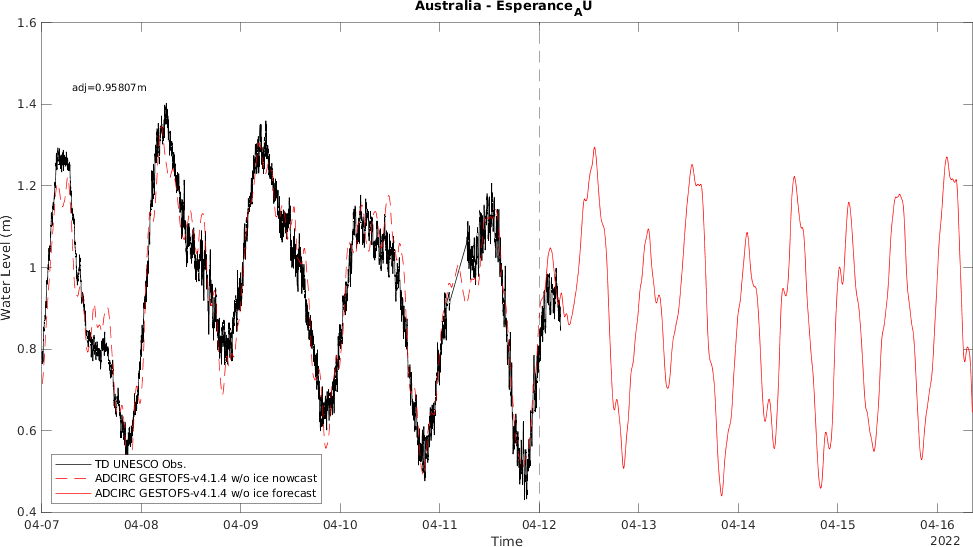 Australia - Esperance_AU
1.6
adj=0.95807m
1.4
1.2
1
0.8
0.6
0.4
Water Level (m)
TD UNESCO Obs.
ADCIRC GESTOFS-v4.1.4 w/o ice nowcast
ADCIRC GESTOFS-v4.1.4 w/o ice forecast
04-07 04-08 04-09 04-10 04-11 04-12 04-13 04-14 04-15 04-16
Time
2022